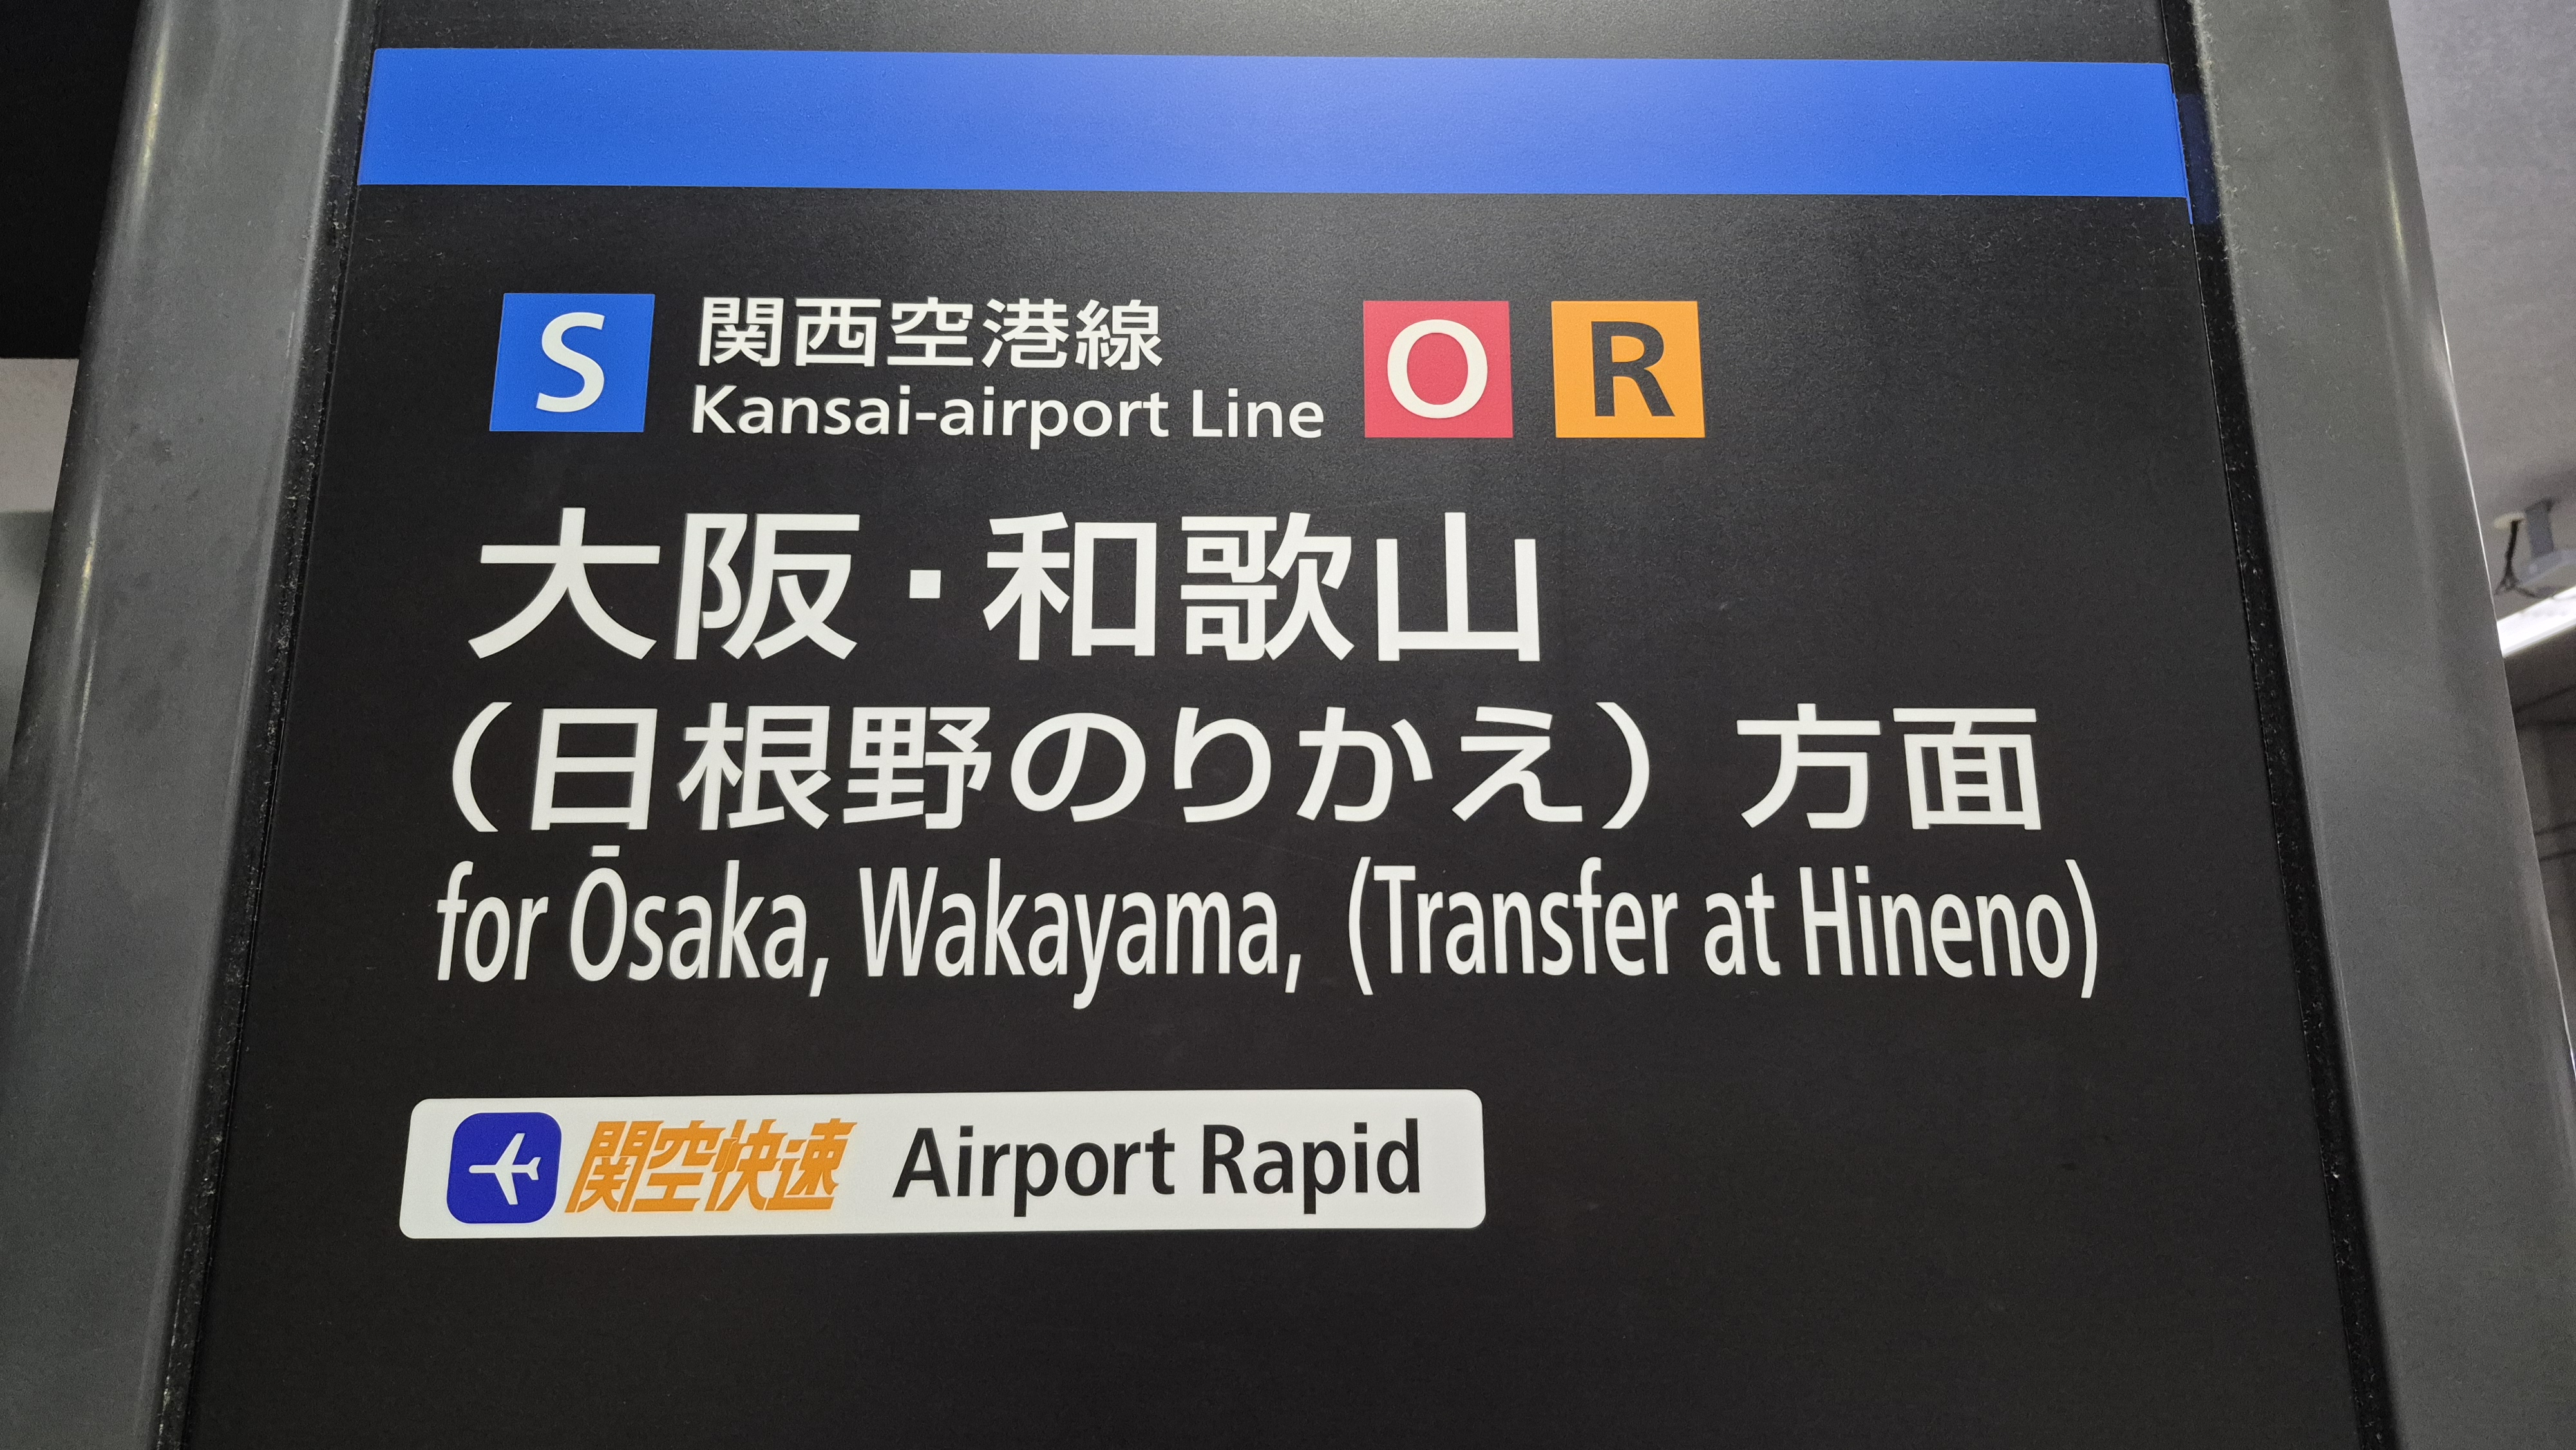 S 関西空港線 O R
Kansai-airport Line
大阪・和歌山
（日根野のりかえ）方面
for Ōsaka, Wakayama, (Transfer at Hineno)
関空快速 Airport Rapid